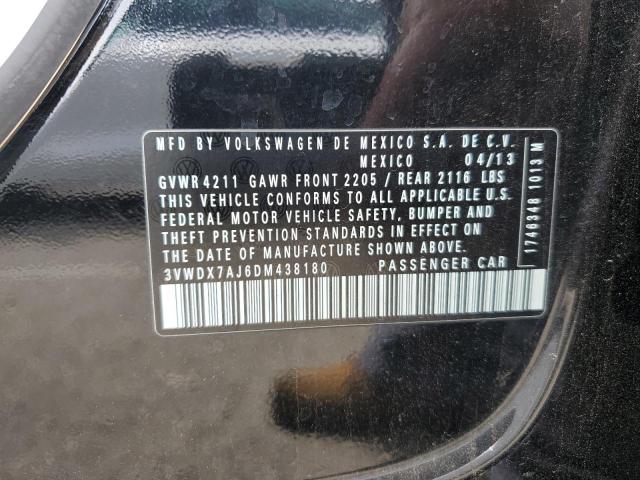 MFD BY VOLKSWAGEN DE MEXICO S.A. DE C.V.
MEXICO 04/13
GVWR 4211 GAWR FRONT 2205 / REAR 2116 LBS
THIS VEHICLE CONFORMS TO ALL APPLICABLE U.S.
FEDERAL MOTOR VEHICLE SAFETY, BUMPER AND
THEFT PREVENTION STANDARDS IN EFFECT ON
THE DATE OF MANUFACTURE SHOWN ABOVE.
3VWDX7AJ6DM438180 PASSENGER CAR
1746348 1013 M